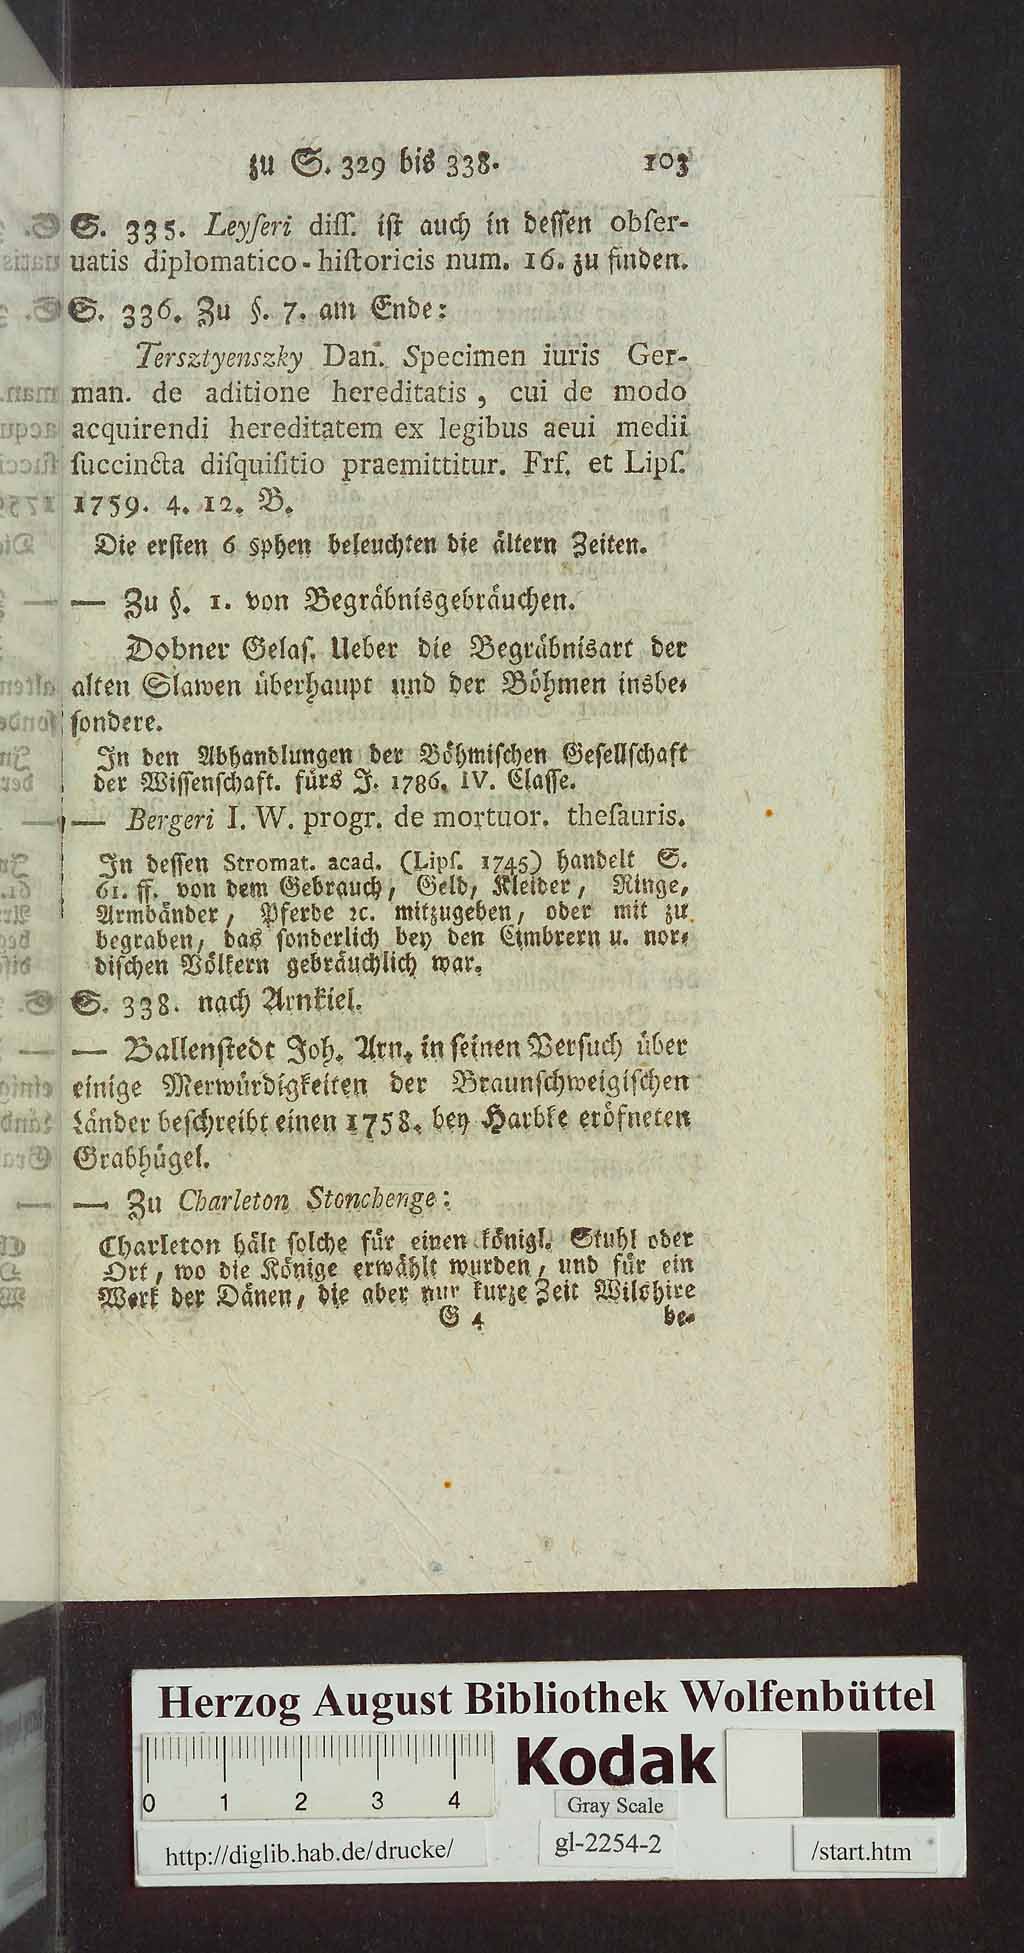 zu S. 329 bis 338. 103
S. 335. Leyſeri diſſ. iſt auch in deſſen obſer-
uatis diplomatico-hiſtoricis num. 16. zu finden.
S. 336. Zu §. 7. am Ende:
Tersztyenszky Dan. Specimen iuris Ger-
man. de aditione hereditatis, cui de modo
acquirendi hereditatem ex legibus aeui medii
ſuccincta diſquiſitio praemittitur. Frf. et Lipſ.
1759. 4. 12. B.
Die erſten 6 §phen beleuchten die ältern Zeiten.
— Zu §. 1. von Begräbnisgebräuchen.
Dobner Gelaſ. Ueber die Begräbnisart der
alten Slawen überhaupt und der Böhmen insbe-
ſondere.
In den Abhandlungen der Böhmiſchen Geſellſchaft
der Wiſſenſchaft. fürs J. 1786. IV. Claſſe.
— Bergeri I. W. progr. de mortuor. theſauris.
In deſſen Stromat. acad. (Lipſ. 1745) handelt S.
61. ff. von dem Gebrauch, Geld, Kleider, Ringe,
Armbänder, Pferde ꝛc. mitzugeben, oder mit zu
begraben, das ſonderlich bey den Cimbrern u. nor-
diſchen Völkern gebräuchlich war.
S. 338. nach Arnkiel.
— Ballenſtedt Joh. Arn. in ſeinen Verſuch über
einige Merwürdigkeiten der Braunſchweigiſchen
Länder beſchreibt einen 1758. bey Harbke eröfneten
Grabhügel.
— Zu Charleton Stonehenge:
Charleton hält ſolche für einen königl. Stuhl oder
Ort, wo die Könige erwählt wurden, und für ein
Werk der Dänen, die aber nur kurze Zeit Wilshire
G 4 be-
Herzog August Bibliothek Wolfenbüttel
Kodak
0 1 2 3 4
Gray Scale
http://diglib.hab.de/drucke/ gl-2254-2 /start.htm